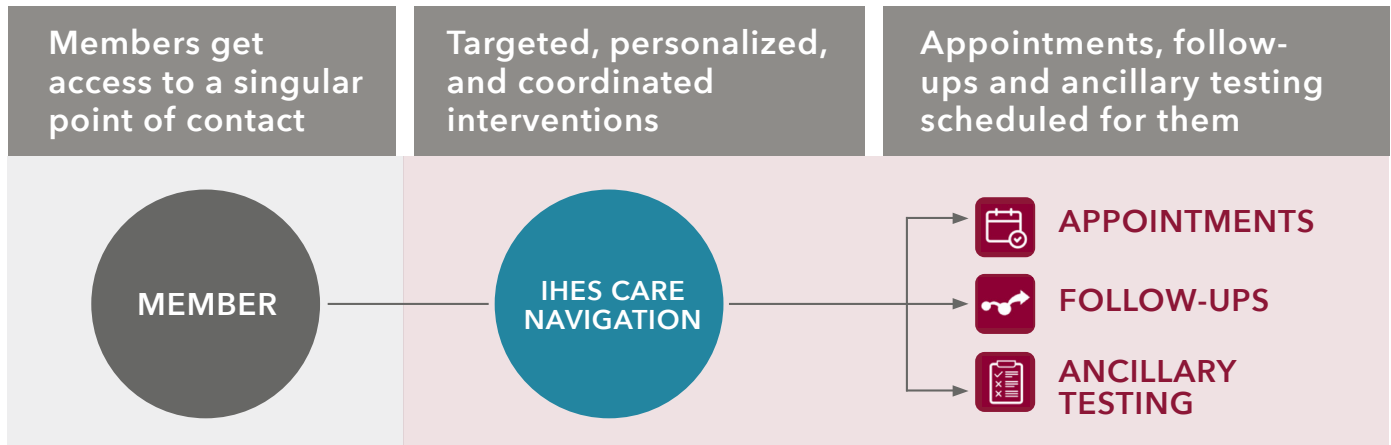 Members get
access to a singular
point of contact
Targeted, personalized,
and coordinated
interventions
Appointments, follow-
ups and ancillary testing
scheduled for them
MEMBER
IHES CARE
NAVIGATION
APPOINTMENTS
FOLLOW-UPS
ANCILLARY
TESTING